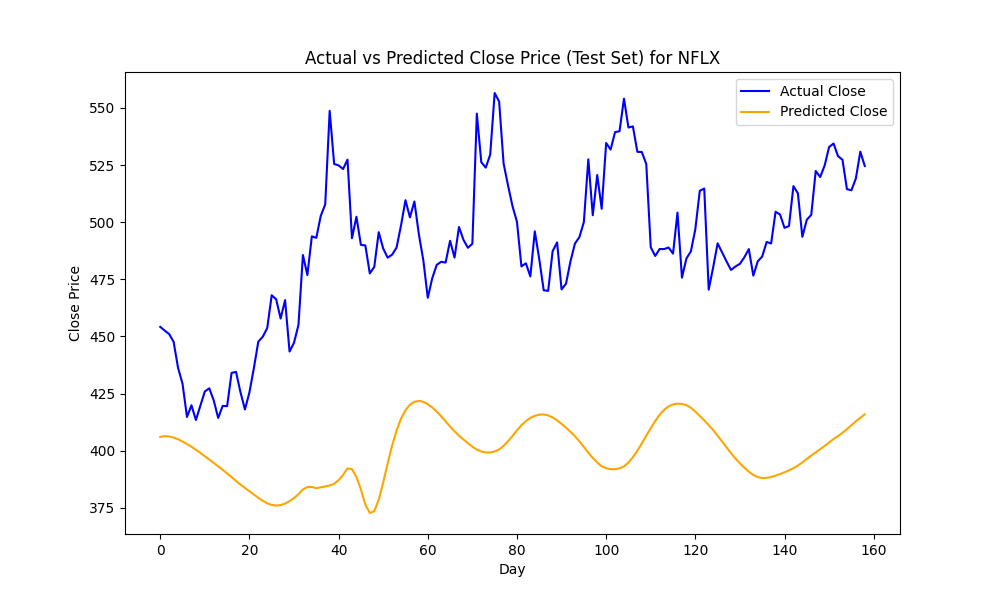 Actual vs Predicted Close Price (Test Set) for NFLX
Actual Close
Predicted Close
Close Price
550
525
500
475
450
425
400
375
0 20 40 60 80 100 120 140 160
Day